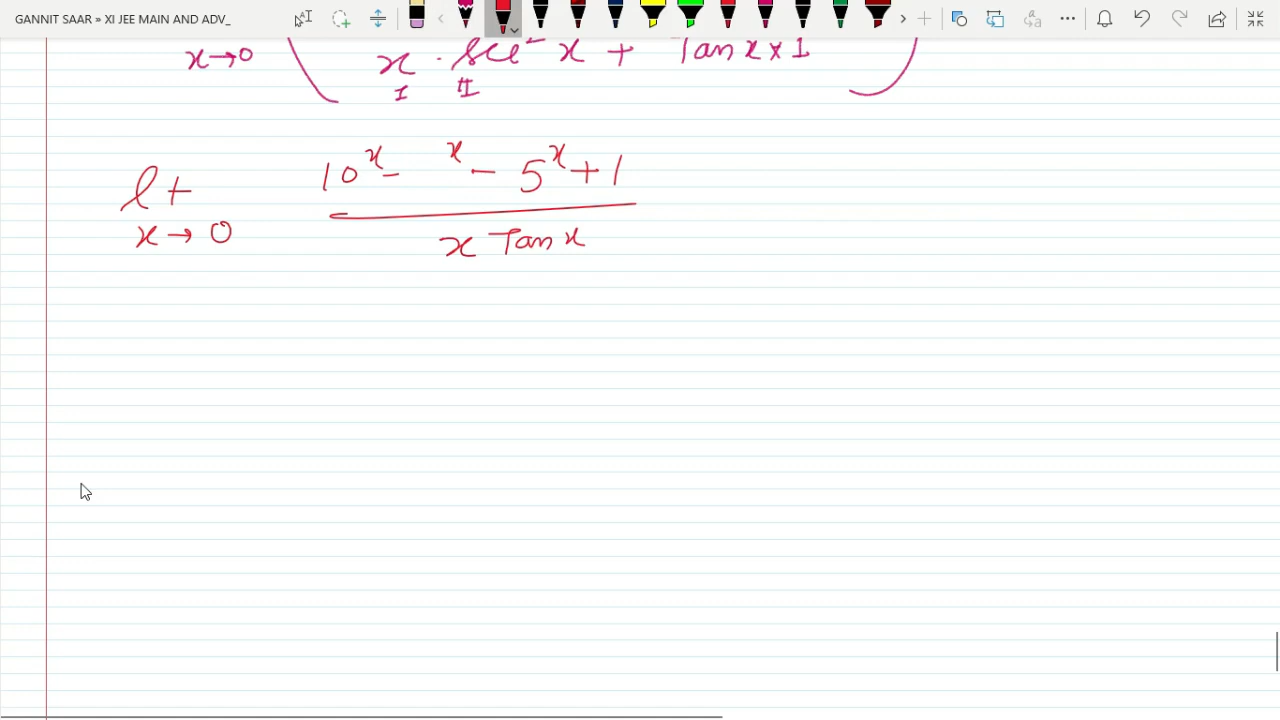 GANNIT SAAR » XI JEE MAIN AND ADV_
x→0 x · sec² x + Tan x × 1
I II
lt 10^x - ^x - 5^x + 1
x → 0 x Tan x